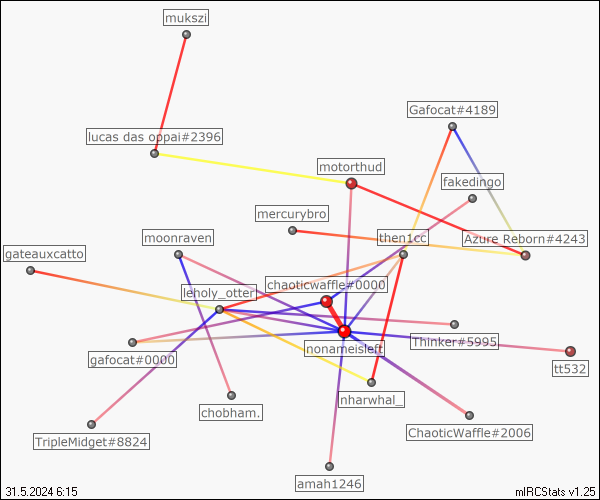 mukszi
Gafocat#4189
lucas das oppai#2396
motorthud
fakedingo
mercurybro
moonraven
then1cc
Azure Reborn#4243
gateauxcatto
chaoticwaffle#0000
leholy_otter
nonameisleft
Thinker#5995
gafocat#0000
tt532
nharwhal_
chobham.
ChaoticWaffle#2006
TripleMidget#8824
amah1246
31.5.2024 6:15
mIRCStats v1.25